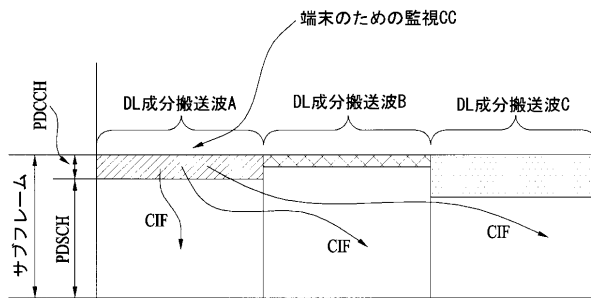 端末のための監視CC
DL成分搬送波A
DL成分搬送波B
DL成分搬送波C
PDCCH
サブフレーム
PDSCH
CIF
CIF
CIF